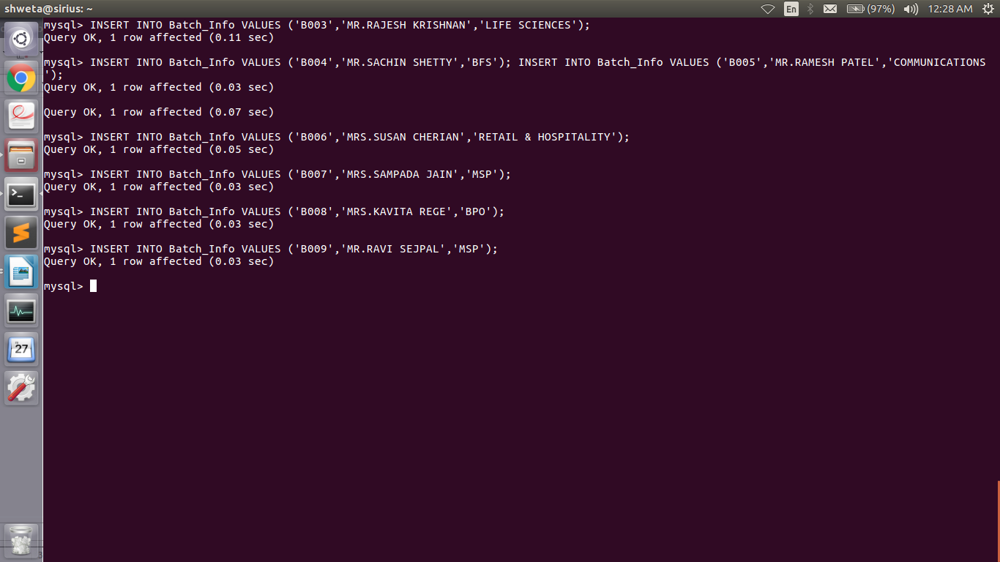 shweta@sirius: ~
En
(97%)
12:28 AM
mysql> INSERT INTO Batch_Info VALUES ('B003','MR.RAJESH KRISHNAN','LIFE SCIENCES');
Query OK, 1 row affected (0.11 sec)
mysql> INSERT INTO Batch_Info VALUES ('B004','MR.SACHIN SHETTY','BFS'); INSERT INTO Batch_Info VALUES ('B005','MR.RAMESH PATEL','COMMUNICATIONS
');
Query OK, 1 row affected (0.03 sec)
Query OK, 1 row affected (0.07 sec)
mysql> INSERT INTO Batch_Info VALUES ('B006','MRS.SUSAN CHERIAN','RETAIL & HOSPITALITY');
Query OK, 1 row affected (0.05 sec)
mysql> INSERT INTO Batch_Info VALUES ('B007','MRS.SAMPADA JAIN','MSP');
Query OK, 1 row affected (0.03 sec)
mysql> INSERT INTO Batch_Info VALUES ('B008','MRS.KAVITA REGE','BPO');
Query OK, 1 row affected (0.03 sec)
mysql> INSERT INTO Batch_Info VALUES ('B009','MR.RAVI SEJPAL','MSP');
Query OK, 1 row affected (0.03 sec)
mysql>
>_
27